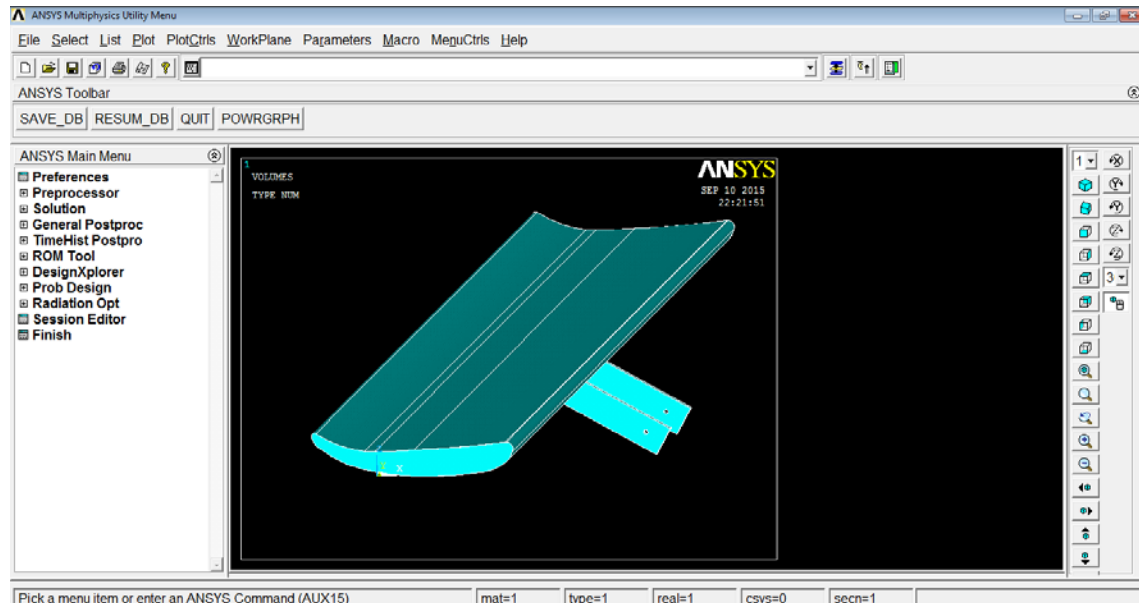 ANSYS Multiphysics Utility Menu
File Select List Plot PlotCtrls WorkPlane Parameters Macro MenuCtrls Help
ANSYS Toolbar
SAVE_DB RESUM_DB QUIT POWRGRPH
ANSYS Main Menu
Preferences
Preprocessor
Solution
General Postproc
TimeHist Postpro
ROM Tool
DesignXplorer
Prob Design
Radiation Opt
Session Editor
Finish
1
VOLUMES
TYPE NUM
ANSYS
SEP 10 2015
22:21:51
Y X
1
3
Pick a menu item or enter an ANSYS Command (AUX15) mat=1 type=1 real=1 csys=0 secn=1